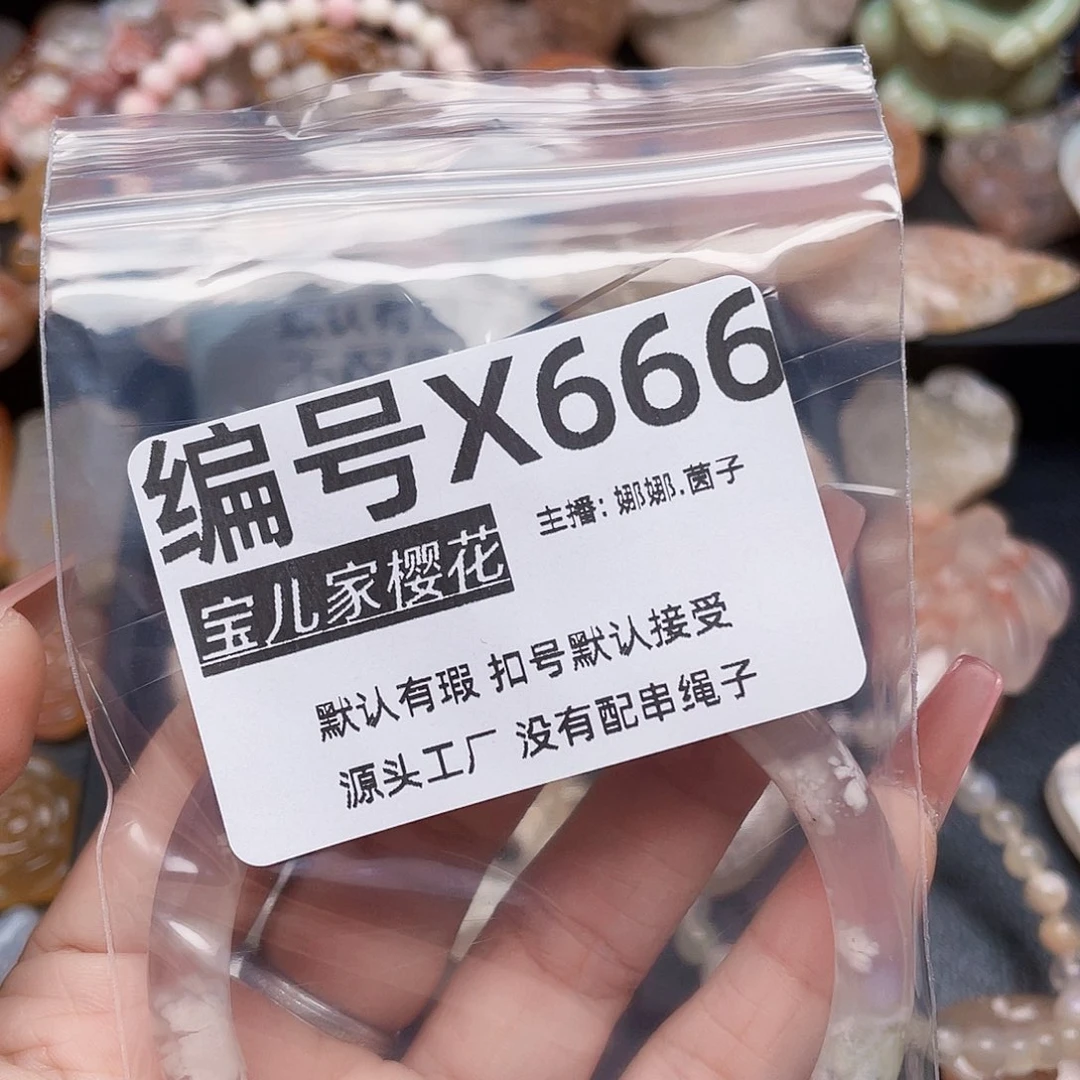 编号X666
主播: 娜娜.茵子
宝儿家樱花
默认有瑕 扣号默认接受
源头工厂 没有配串绳子